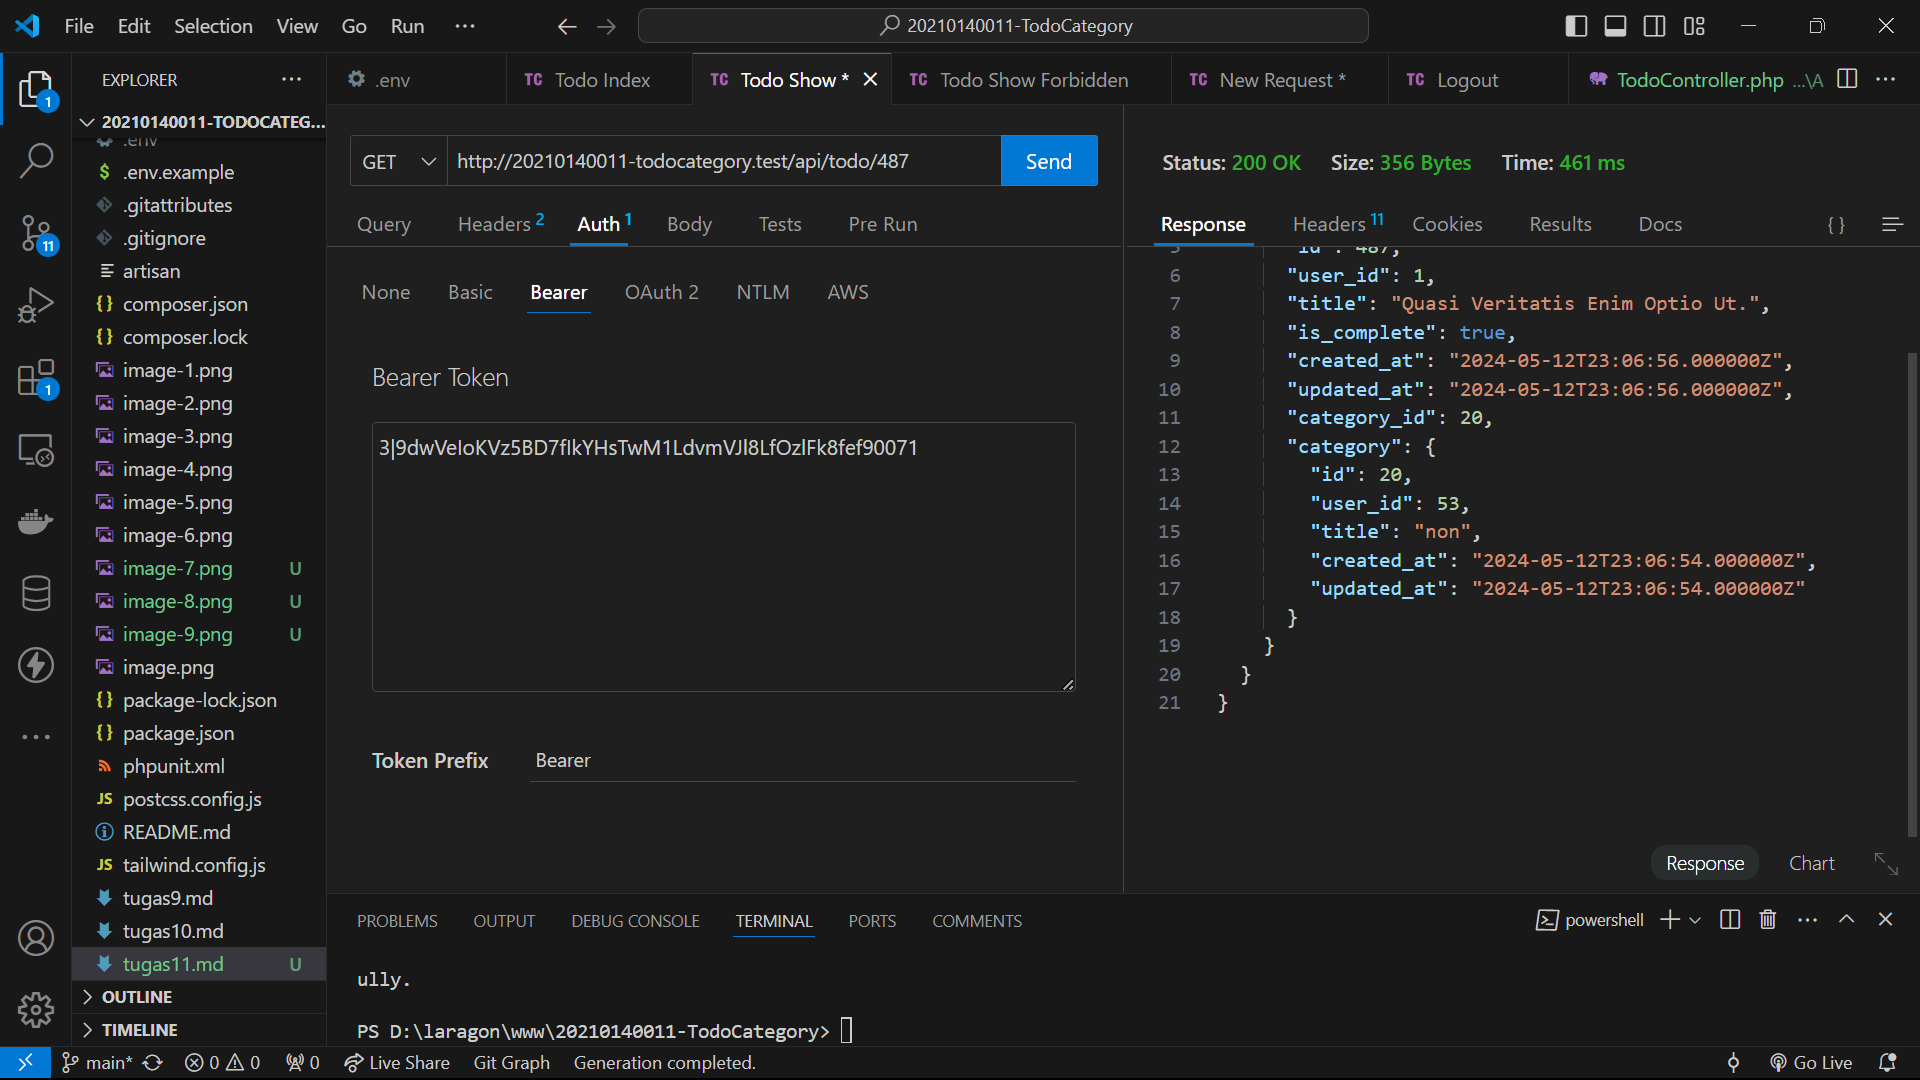 File Edit Selection View Go Run ...
20210140011-TodoCategory
EXPLORER ...
20210140011-TODOCATEG...
.env
.env.example
.gitattributes
.gitignore
artisan
composer.json
composer.lock
image-1.png
image-2.png
image-3.png
image-4.png
image-5.png
image-6.png
image-7.png U
image-8.png U
image-9.png U
image.png
package-lock.json
package.json
phpunit.xml
postcss.config.js
README.md
tailwind.config.js
tugas9.md
tugas10.md
tugas11.md U
OUTLINE
TIMELINE
1
11
1
.env
TC Todo Index
TC Todo Show *
TC Todo Show Forbidden
TC New Request *
TC Logout
TodoController.php ...\A
GET http://20210140011-todocategory.test/api/todo/487 Send
Query Headers 2 Auth 1 Body Tests Pre Run
None Basic Bearer OAuth 2 NTLM AWS
Bearer Token
3|9dwVeIoKVz5BD7fIkYHsTwM1LdvmVJl8LfOzlFk8fef90071
Token Prefix Bearer
Status: 200 OK Size: 356 Bytes Time: 461 ms
Response Headers 11 Cookies Results Docs { }
5 "id": 487,
6 "user_id": 1,
7 "title": "Quasi Veritatis Enim Optio Ut.",
8 "is_complete": true,
9 "created_at": "2024-05-12T23:06:56.000000Z",
10 "updated_at": "2024-05-12T23:06:56.000000Z",
11 "category_id": 20,
12 "category": {
13 "id": 20,
14 "user_id": 53,
15 "title": "non",
16 "created_at": "2024-05-12T23:06:54.000000Z",
17 "updated_at": "2024-05-12T23:06:54.000000Z"
18 }
19 }
20 }
21 }
Response Chart
PROBLEMS OUTPUT DEBUG CONSOLE TERMINAL PORTS COMMENTS
powershell
ully.
PS D:\laragon\www\20210140011-TodoCategory>
main* 0 0 0 Live Share Git Graph Generation completed.
Go Live